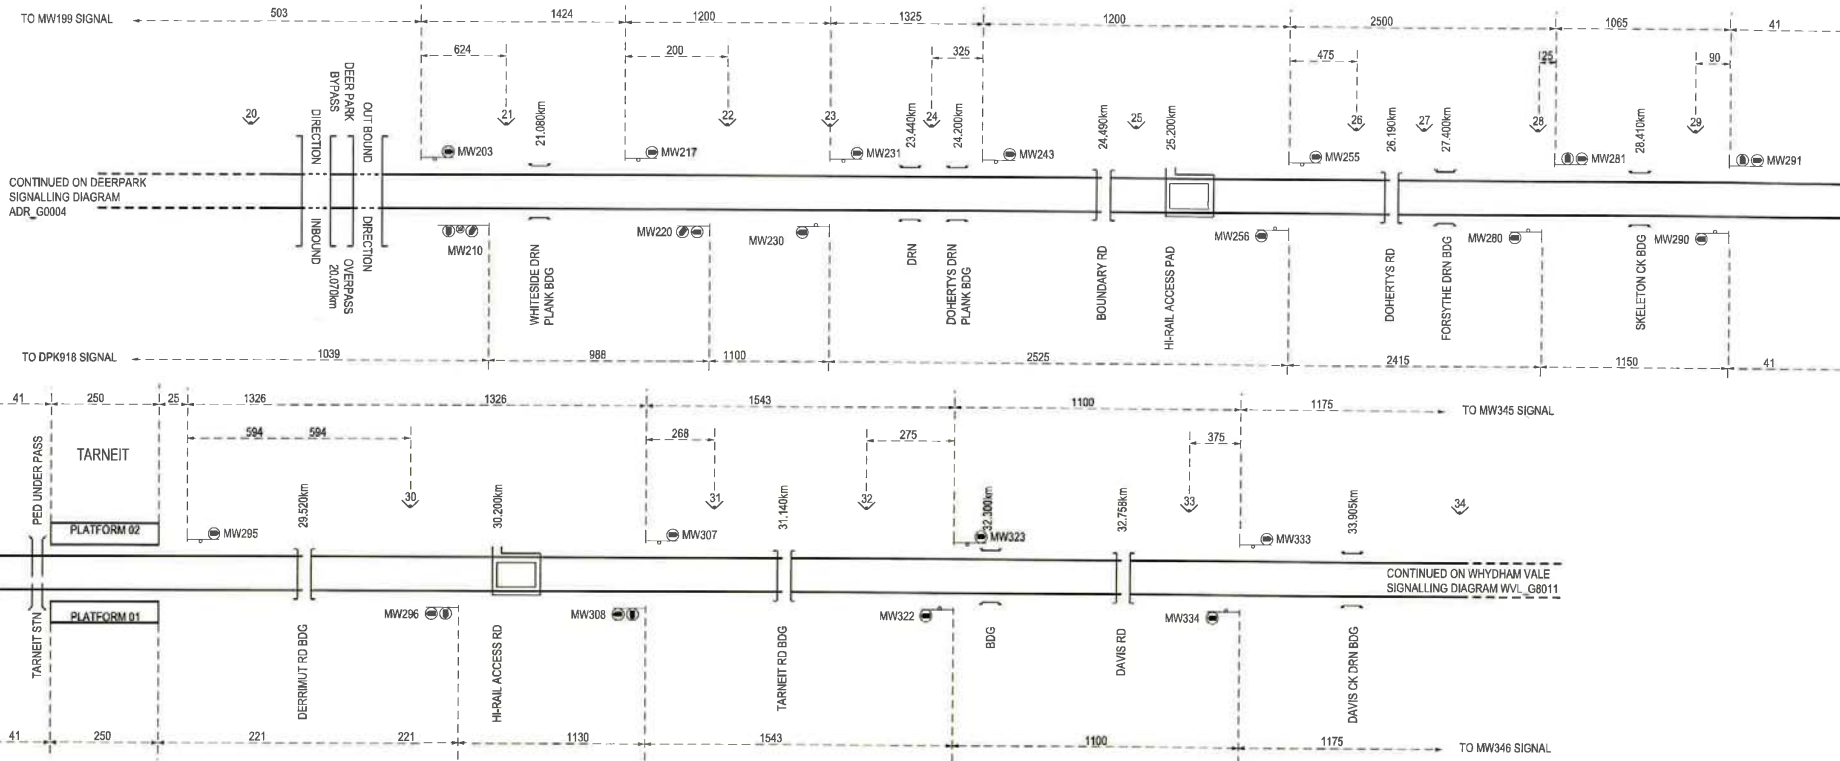 TO MW199 SIGNAL
503
1424
1200
1325
1200
2500
1065
41
624
200
325
475
25
90
20
DEER PARK
BYPASS
DIRECTION
OUT BOUND
21
21.080km
22
23
23.440km
24
24.200km
24.490km
25
25.200km
26
26.190km
27
27.400km
28
28.410km
29
MW203
MW217
MW231
MW243
MW255
MW281
MW291
CONTINUED ON DEERPARK
SIGNALLING DIAGRAM
ADR_G0004
INBOUND
OVERPASS
20.070km
DIRECTION
MW210
MW220
MW230
MW256
MW280
MW290
WHITESIDE DRN
PLANK BDG
DRN
DOHERTYS DRN
PLANK BDG
BOUNDARY RD
HI-RAIL ACCESS PAD
DOHERTYS RD
FORSYTHE DRN BDG
SKELETON CK BDG
TO DPK918 SIGNAL
1039
988
1100
2525
2415
1150
41
41
250
25
1326
1326
1543
1100
1175
TO MW345 SIGNAL
594
594
268
275
375
PED UNDER PASS
TARNEIT
29.520km
30
30.200km
31
31.140km
32
32.300km
32.758km
33
33.905km
34
PLATFORM 02
MW295
MW307
MW323
MW333
CONTINUED ON WHYDHAM VALE
SIGNALLING DIAGRAM WVL_G8011
PLATFORM 01
MW296
MW308
MW322
MW334
TARNEIT STN
DERRIMUT RD BDG
HI-RAIL ACCESS RD
TARNEIT RD BDG
BDG
DAVIS RD
DAVIS CK DRN BDG
41
250
221
221
1130
1543
1100
1175
TO MW346 SIGNAL